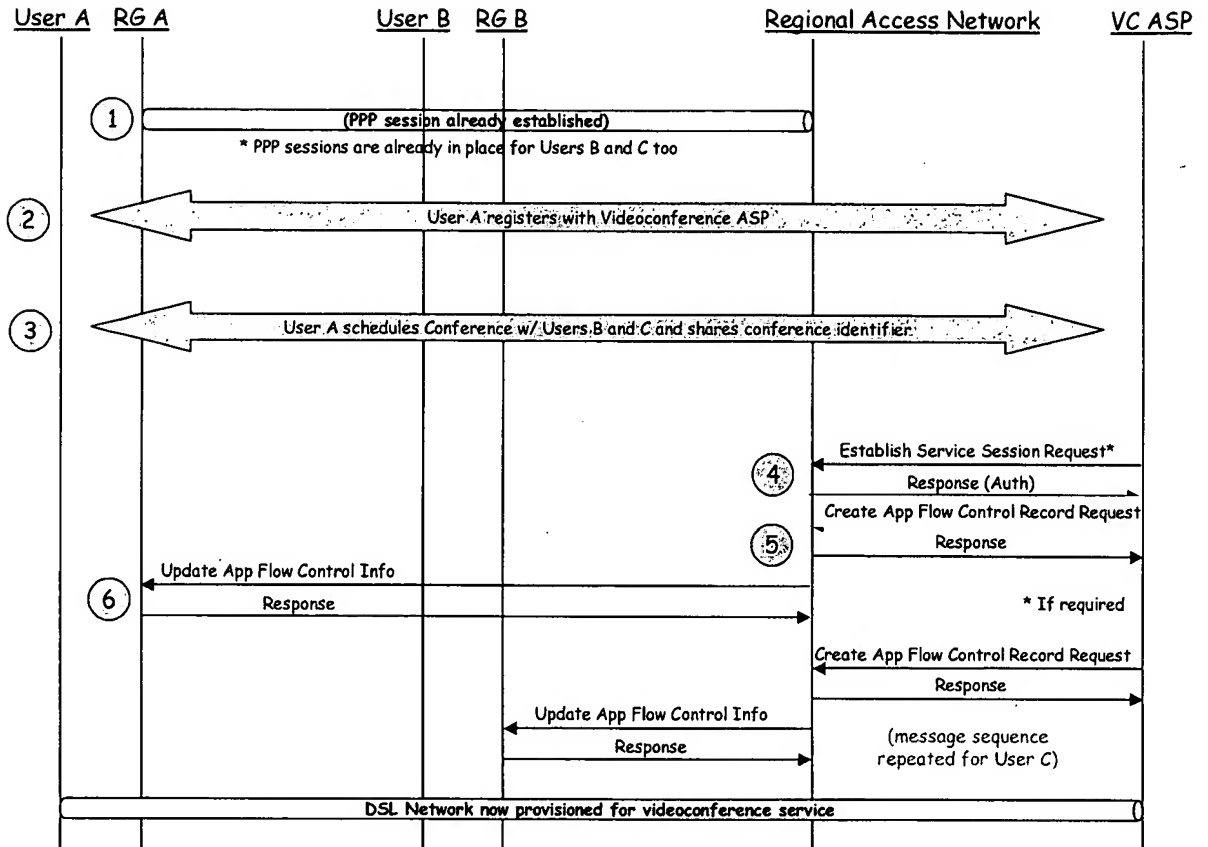 User A RG A User B RG B Regional Access Network VC ASP
1
(PPP session already established)
* PPP sessions are already in place for Users B and C too
2
User A registers with Videoconference ASP
3
User A schedules Conference w/ Users B and C and shares conference identifier
Establish Service Session Request*
4
Response (Auth)
Create App Flow Control Record Request
5
Response
Update App Flow Control Info
6
Response
* If required
Create App Flow Control Record Request
Response
Update App Flow Control Info
Response
(message sequence
repeated for User C)
DSL Network now provisioned for videoconference service